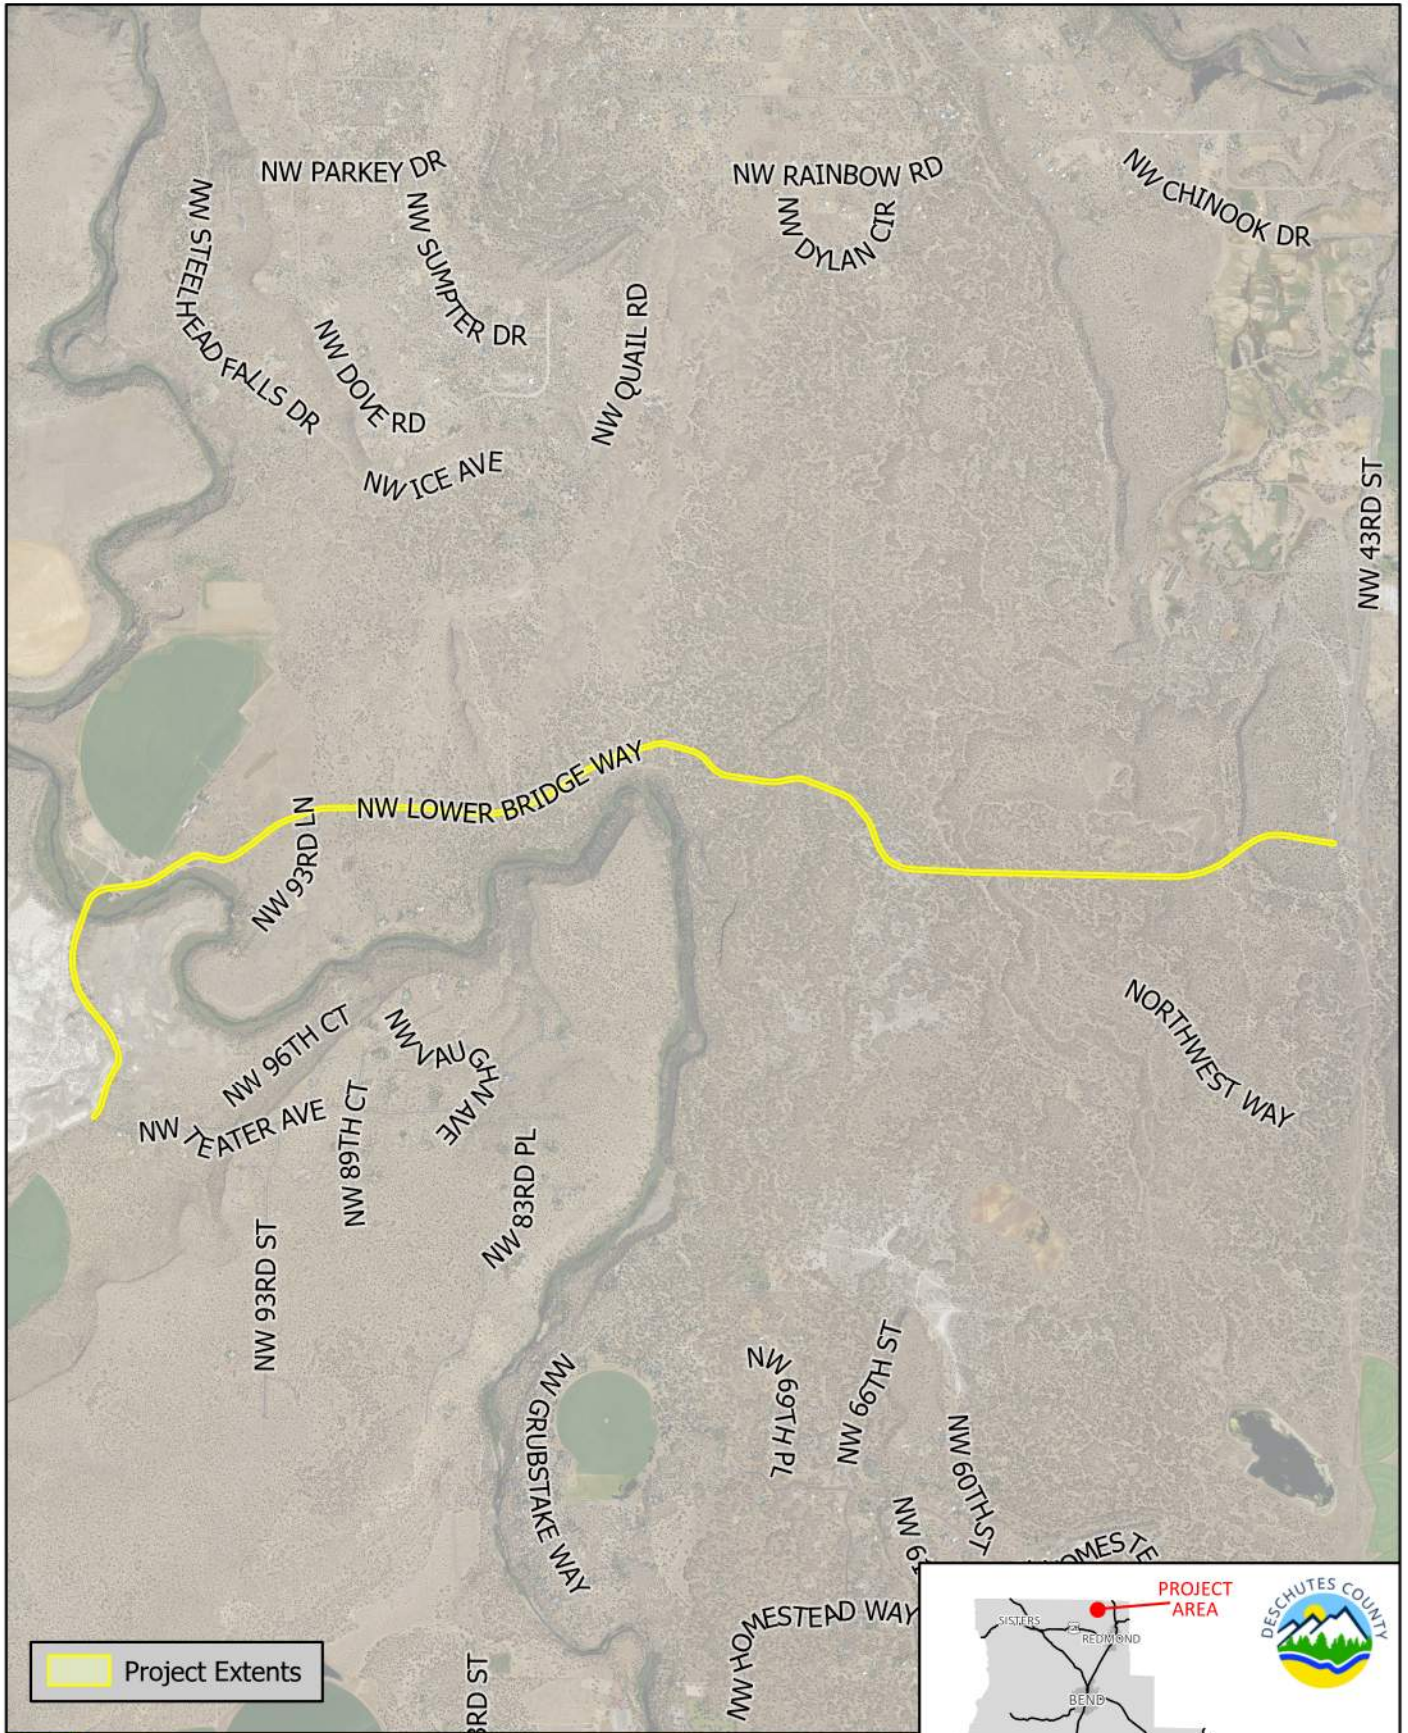 NW PARKEY DR
NW RAINBOW RD
NW CHINOOK DR
NW STEELHEAD FALLS DR
NW SUMPTER DR
NW DYLAN CIR
NW DOVE RD
NW QUAIL RD
NW ICE AVE
NW 43RD ST
NW LOWER BRIDGE WAY
NW 93RD LN
NW 96TH CT
NW VAUGHN AVE
NORTHWEST WAY
NW TEATER AVE
NW 89TH CT
NW 83RD PL
NW 93RD ST
NW GRUBSTAKE WAY
NW 69TH PL
NW 66TH ST
NW 60TH ST
NW HOMESTEAD WAY
Project Extents
PROJECT
AREA
SISTERS
REDMOND
BEND
DESCHUTES COUNTY